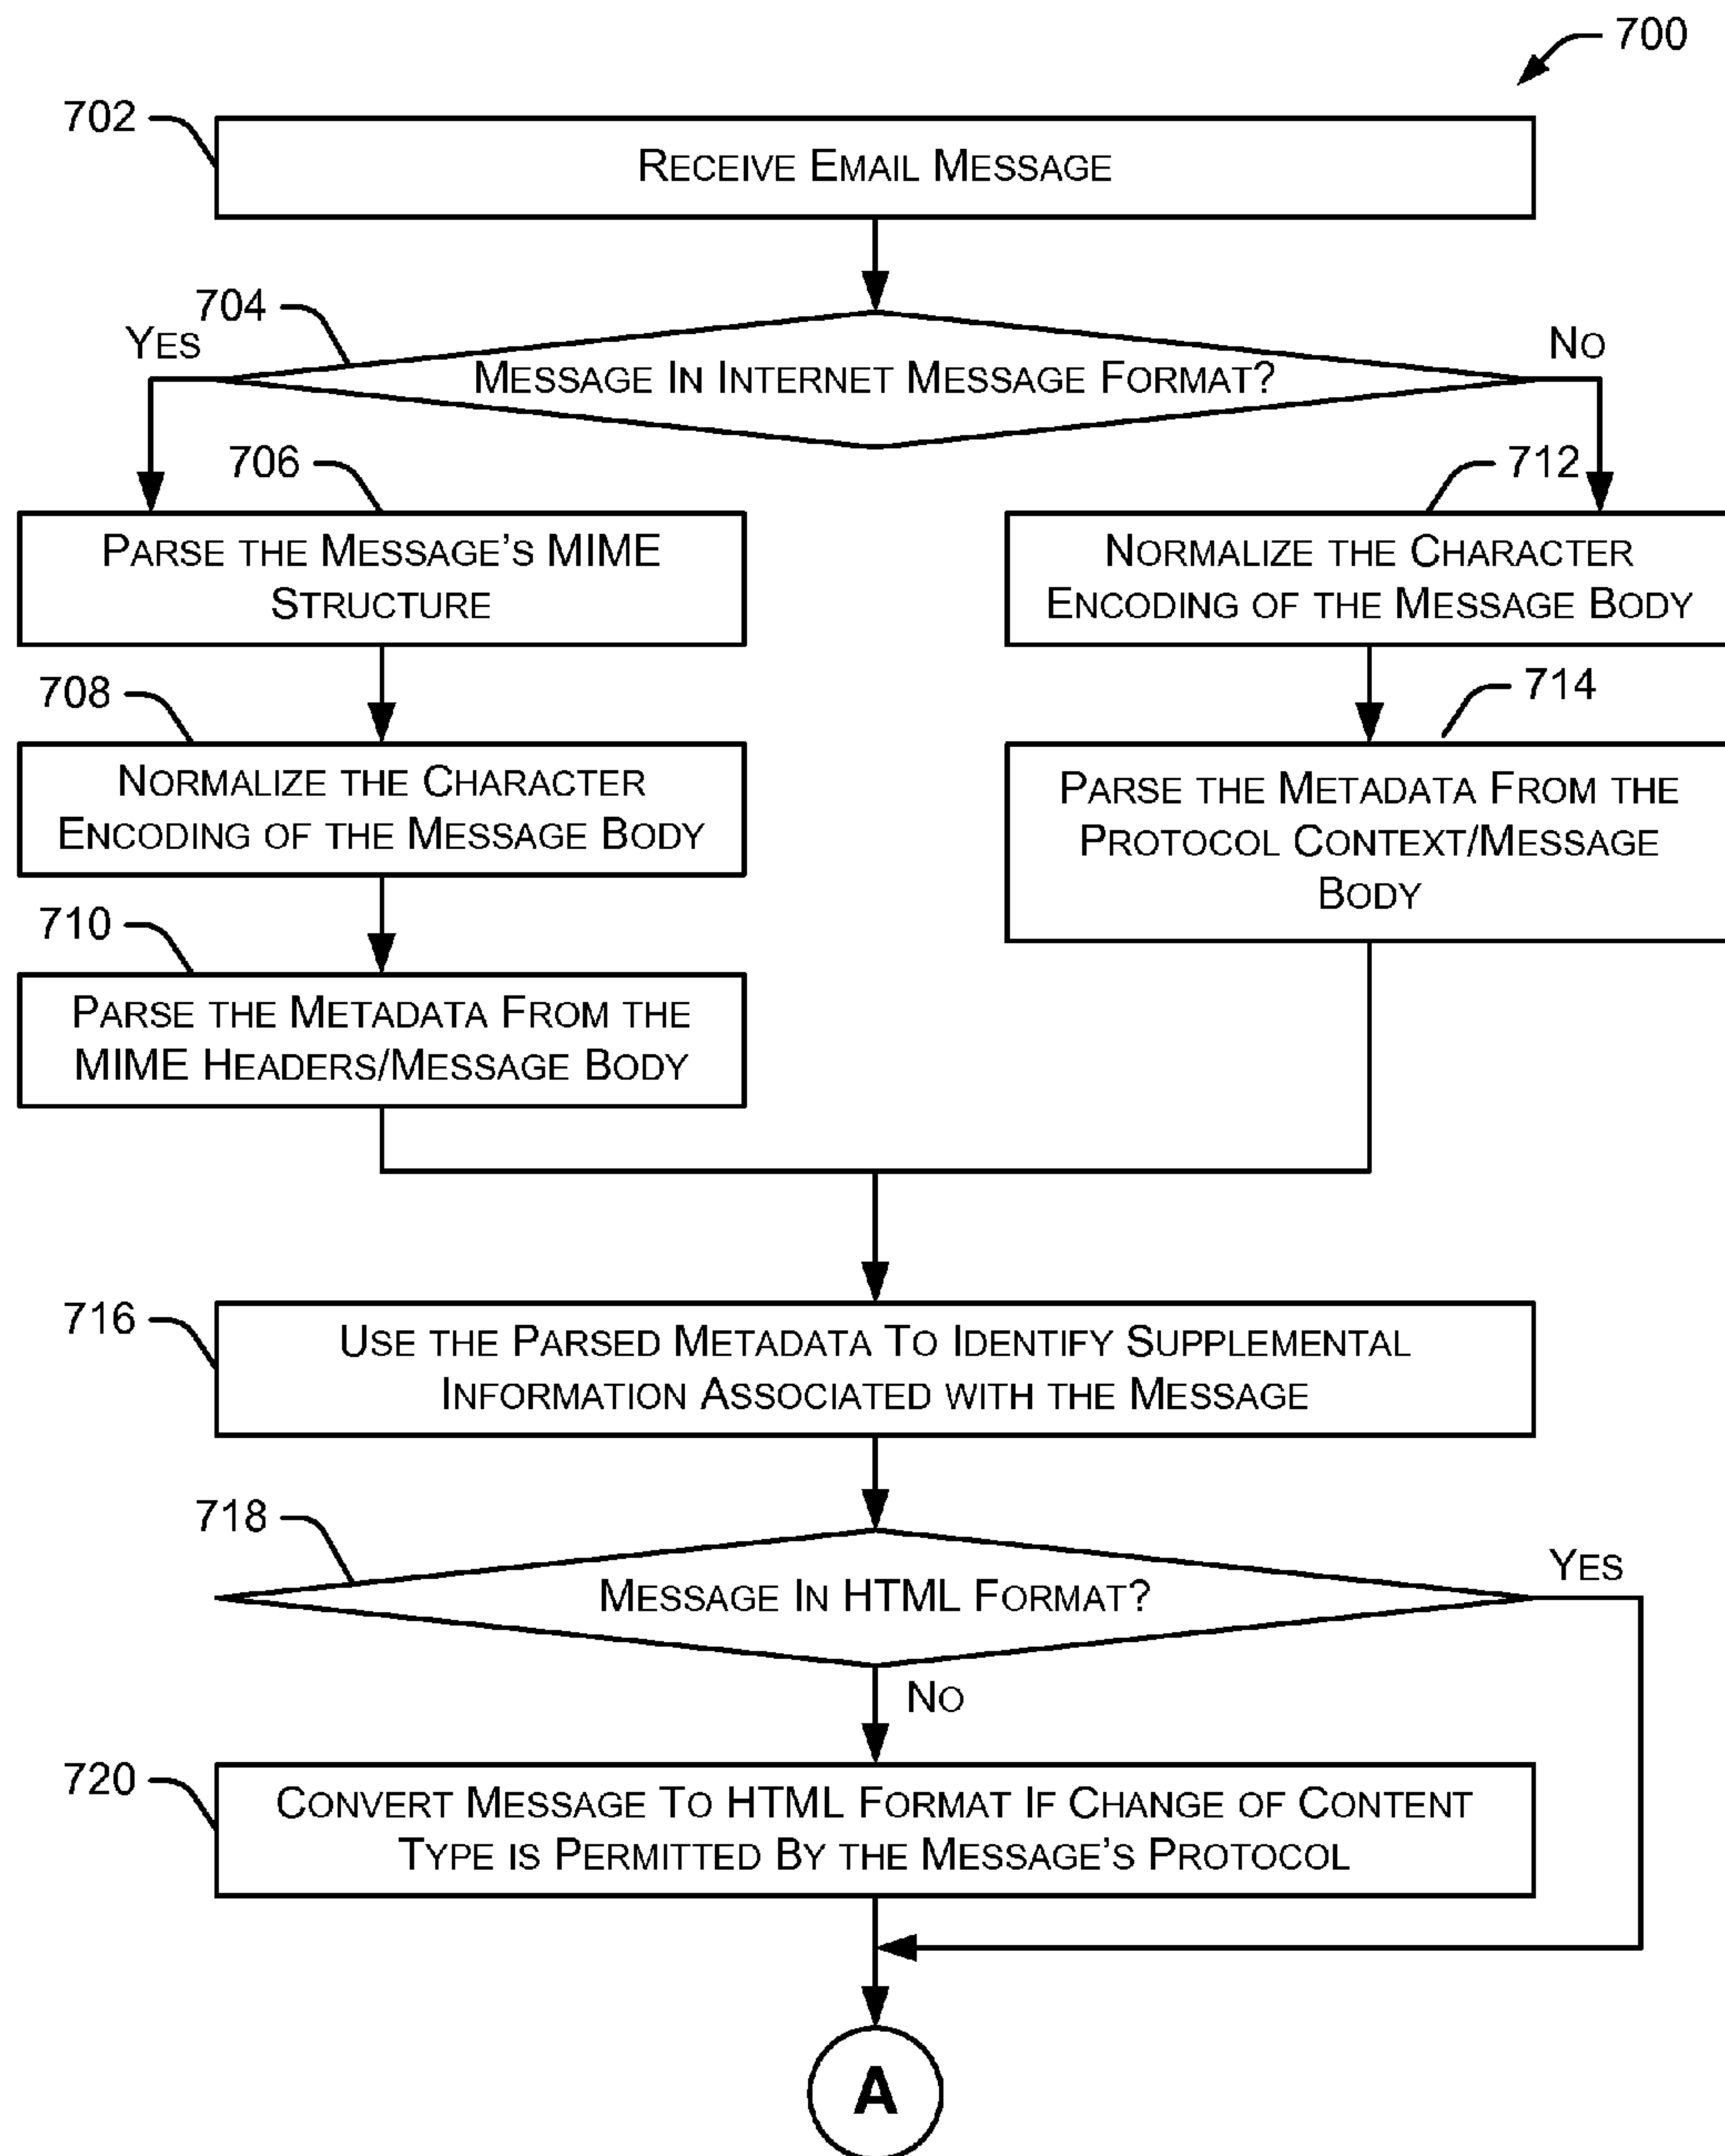 700
702
RECEIVE EMAIL MESSAGE
704
YES
NO
MESSAGE IN INTERNET MESSAGE FORMAT?
706
712
PARSE THE MESSAGE'S MIME
STRUCTURE
NORMALIZE THE CHARACTER
ENCODING OF THE MESSAGE BODY
708
714
NORMALIZE THE CHARACTER
ENCODING OF THE MESSAGE BODY
PARSE THE METADATA FROM THE
PROTOCOL CONTEXT/MESSAGE
BODY
710
PARSE THE METADATA FROM THE
MIME HEADERS/MESSAGE BODY
716
USE THE PARSED METADATA TO IDENTIFY SUPPLEMENTAL
INFORMATION ASSOCIATED WITH THE MESSAGE
718
YES
MESSAGE IN HTML FORMAT?
NO
720
CONVERT MESSAGE TO HTML FORMAT IF CHANGE OF CONTENT
TYPE IS PERMITTED BY THE MESSAGE'S PROTOCOL
A